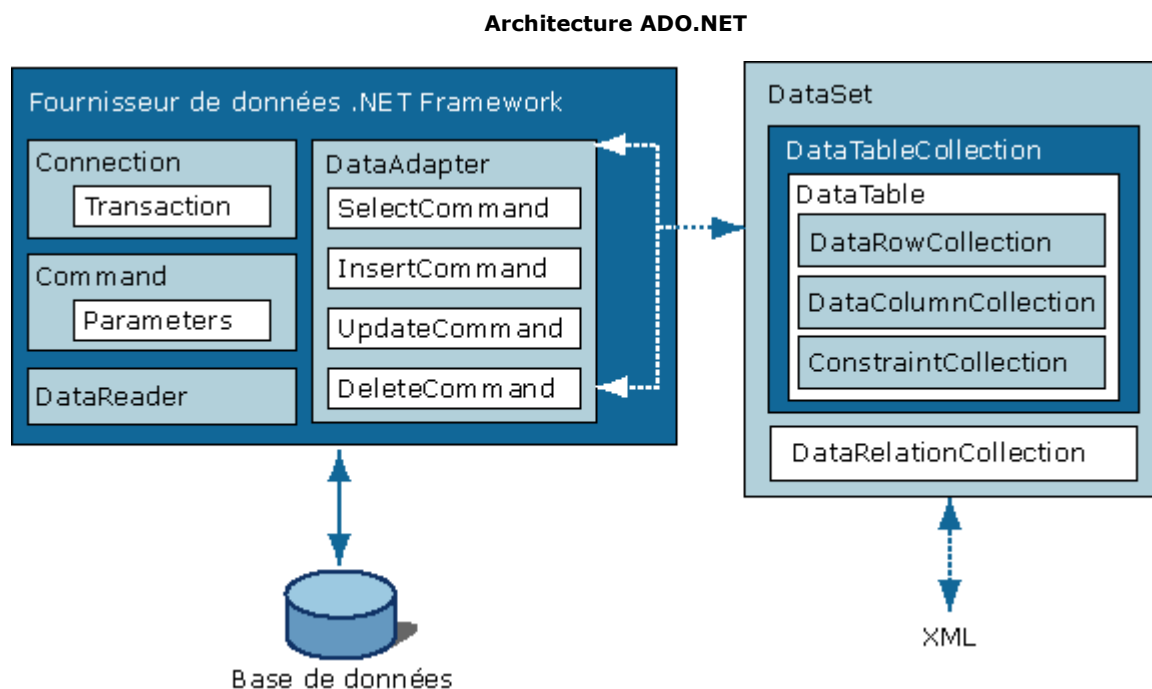 Architecture ADO.NET
Fournisseur de données .NET Framework
Connection
Transaction
Command
Parameters
DataReader
DataAdapter
SelectCommand
InsertCommand
UpdateCommand
DeleteCommand
Base de données
DataSet
DataTableCollection
DataTable
DataRowCollection
DataColumnCollection
ConstraintCollection
DataRelationCollection
XML